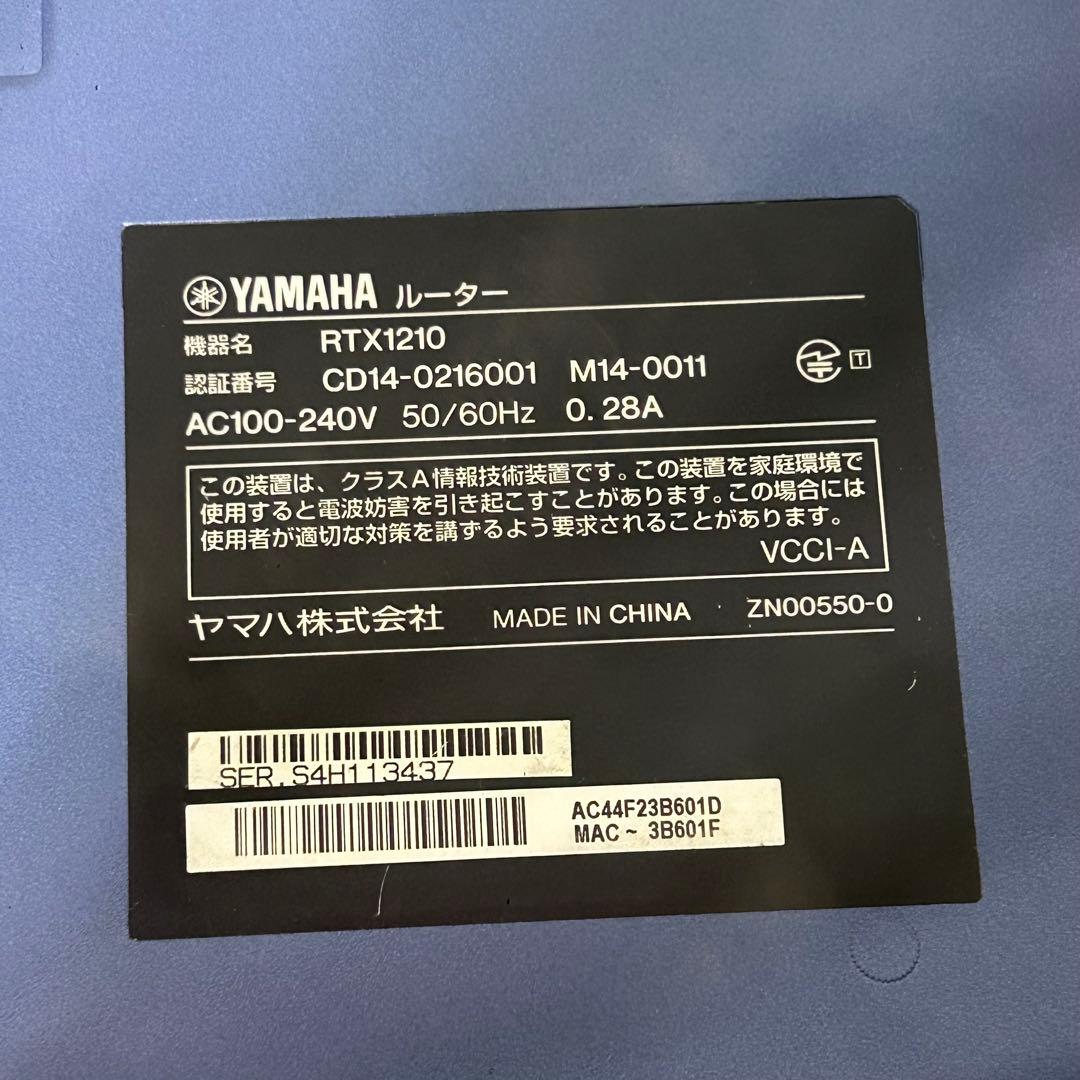 YAMAHA ルーター
機器名 RTX1210
認証番号 CD14-0216001 M14-0011 T
AC100-240V 50/60Hz 0.28A
この装置は、クラスA情報技術装置です。この装置を家庭環境で
使用すると電波妨害を引き起こすことがあります。この場合には
使用者が適切な対策を講ずるよう要求されることがあります。
VCCI-A
ヤマハ株式会社 MADE IN CHINA ZN00550-0
SER.S4H113437
AC44F23B601D
MAC ~ 3B601F